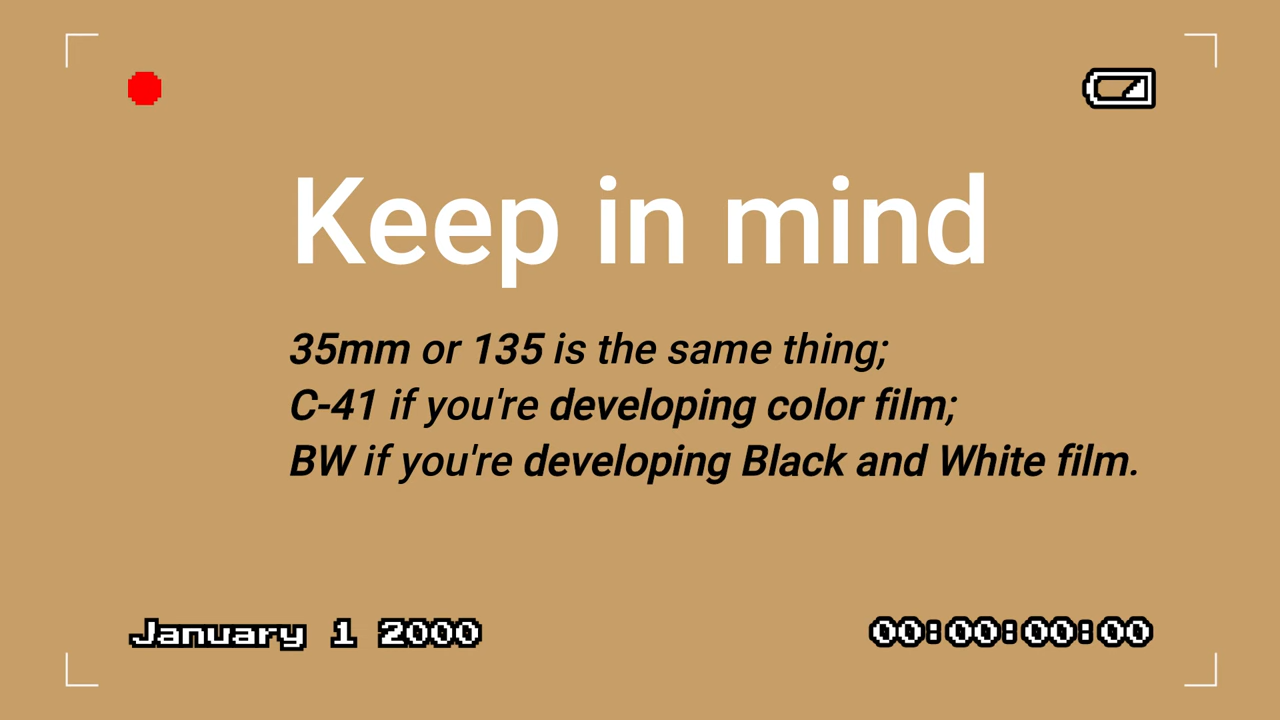 Keep in mind
35mm or 135 is the same thing;
C-41 if you're developing color film;
BW if you're developing Black and White film.
January 1 2000
00:00:00:00